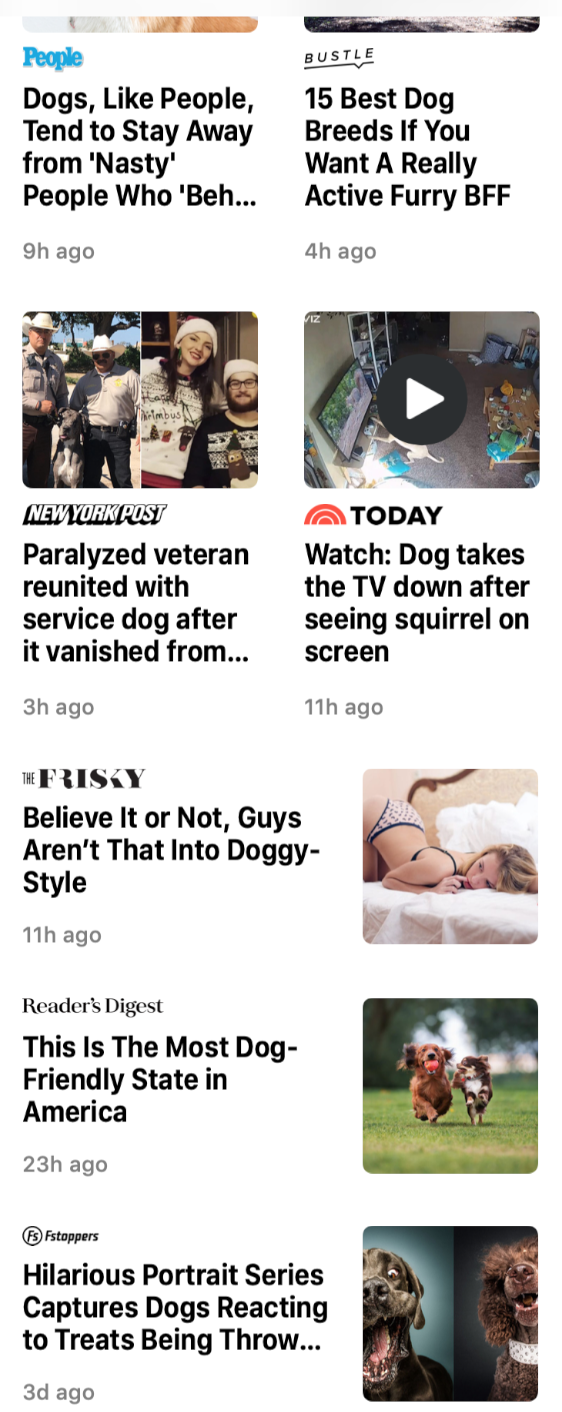 People
Dogs, Like People,
Tend to Stay Away
from 'Nasty'
People Who 'Beh...
9h ago
BUSTLE
15 Best Dog
Breeds If You
Want A Really
Active Furry BFF
4h ago
NEW YORK POST
Paralyzed veteran
reunited with
service dog after
it vanished from...
3h ago
TODAY
Watch: Dog takes
the TV down after
seeing squirrel on
screen
11h ago
THE FRISKY
Believe It or Not, Guys
Aren’t That Into Doggy-
Style
11h ago
Reader's Digest
This Is The Most Dog-
Friendly State in
America
23h ago
Fs Fstoppers
Hilarious Portrait Series
Captures Dogs Reacting
to Treats Being Throw...
3d ago